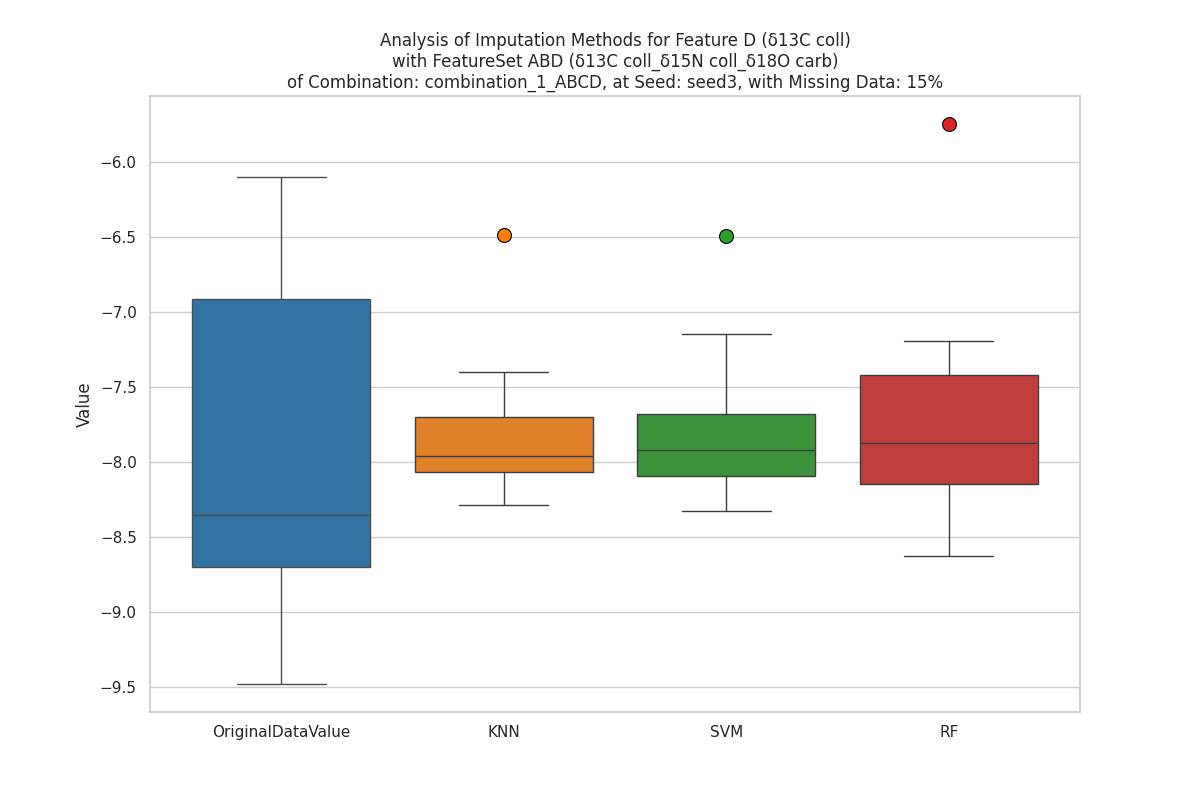 Analysis of Imputation Methods for Feature D (δ13C coll)
with FeatureSet ABD (δ13C coll_δ15N coll_δ18O carb)
of Combination: combination_1_ABCD, at Seed: seed3, with Missing Data: 15%
Value
−6.0
−6.5
−7.0
−7.5
−8.0
−8.5
−9.0
−9.5
OriginalDataValue
KNN
SVM
RF